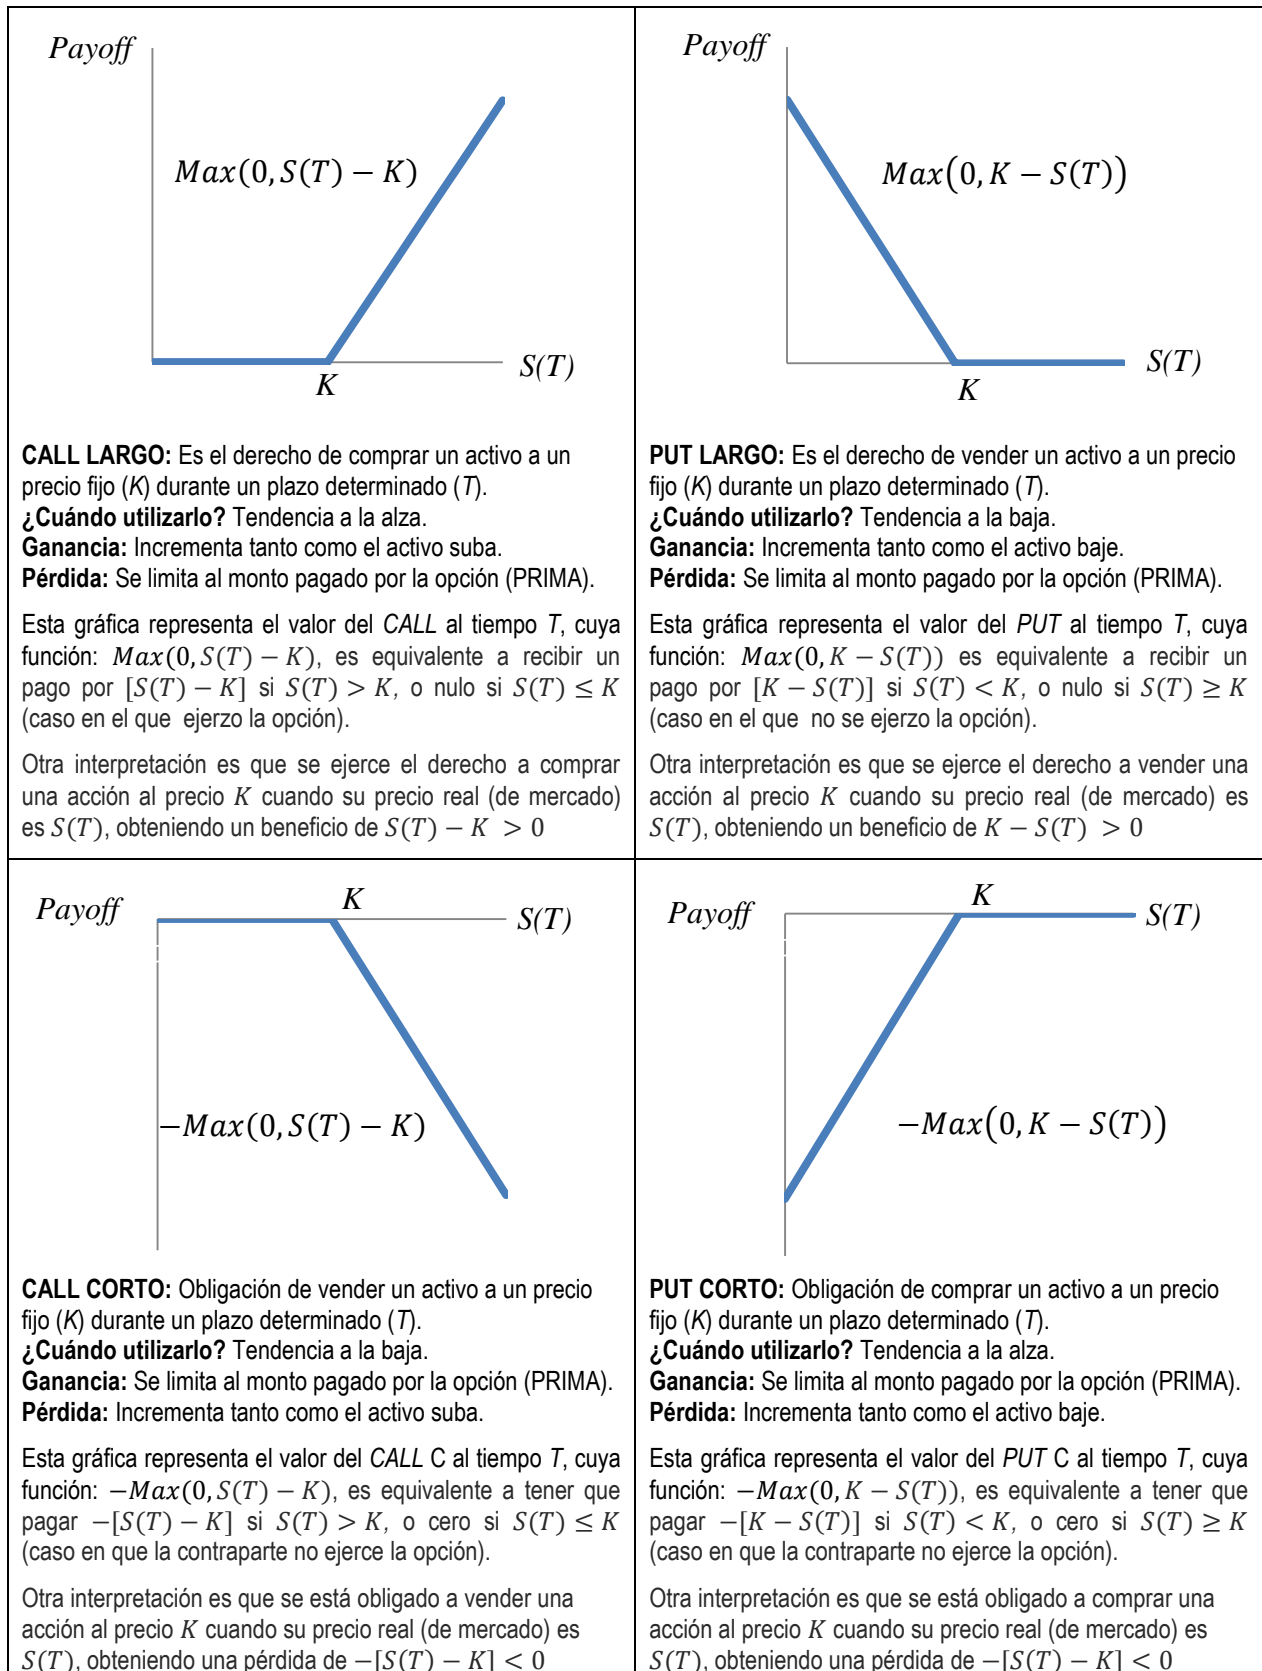 Payoff
Max(0, S(T) − K)
K
S(T)
CALL LARGO: Es el derecho de comprar un activo a un
precio fijo (K) durante un plazo determinado (T).
¿Cuándo utilizarlo? Tendencia a la alza.
Ganancia: Incrementa tanto como el activo suba.
Pérdida: Se limita al monto pagado por la opción (PRIMA).
Esta gráfica representa el valor del CALL al tiempo T, cuya
función: Max(0, S(T) − K), es equivalente a recibir un
pago por [S(T) − K] si S(T) > K, o nulo si S(T) ≤ K
(caso en el que ejerzo la opción).
Otra interpretación es que se ejerce el derecho a comprar
una acción al precio K cuando su precio real (de mercado)
es S(T), obteniendo un beneficio de S(T) − K > 0
Payoff
Max(0, K − S(T))
K
S(T)
PUT LARGO: Es el derecho de vender un activo a un precio
fijo (K) durante un plazo determinado (T).
¿Cuándo utilizarlo? Tendencia a la baja.
Ganancia: Incrementa tanto como el activo baje.
Pérdida: Se limita al monto pagado por la opción (PRIMA).
Esta gráfica representa el valor del PUT al tiempo T, cuya
función: Max(0, K − S(T)) es equivalente a recibir un
pago por [K − S(T)] si S(T) < K, o nulo si S(T) ≥ K
(caso en el que no se ejerzo la opción).
Otra interpretación es que se ejerce el derecho a vender una
acción al precio K cuando su precio real (de mercado) es
S(T), obteniendo un beneficio de K − S(T) > 0
Payoff
K
S(T)
−Max(0, S(T) − K)
CALL CORTO: Obligación de vender un activo a un precio
fijo (K) durante un plazo determinado (T).
¿Cuándo utilizarlo? Tendencia a la baja.
Ganancia: Se limita al monto pagado por la opción (PRIMA).
Pérdida: Incrementa tanto como el activo suba.
Esta gráfica representa el valor del CALL C al tiempo T, cuya
función: −Max(0, S(T) − K), es equivalente a tener que
pagar −[S(T) − K] si S(T) > K, o cero si S(T) ≤ K
(caso en que la contraparte no ejerce la opción).
Otra interpretación es que se está obligado a vender una
acción al precio K cuando su precio real (de mercado) es
S(T), obteniendo una pérdida de −[S(T) − K] < 0
Payoff
K
S(T)
−Max(0, K − S(T))
PUT CORTO: Obligación de comprar un activo a un precio
fijo (K) durante un plazo determinado (T).
¿Cuándo utilizarlo? Tendencia a la alza.
Ganancia: Se limita al monto pagado por la opción (PRIMA).
Pérdida: Incrementa tanto como el activo baje.
Esta gráfica representa el valor del PUT C al tiempo T, cuya
función: −Max(0, K − S(T)), es equivalente a tener que
pagar −[K − S(T)] si S(T) < K, o cero si S(T) ≥ K
(caso en que la contraparte no ejerce la opción).
Otra interpretación es que se está obligado a comprar una
acción al precio K cuando su precio real (de mercado) es
S(T), obteniendo una pérdida de −[S(T) − K] < 0